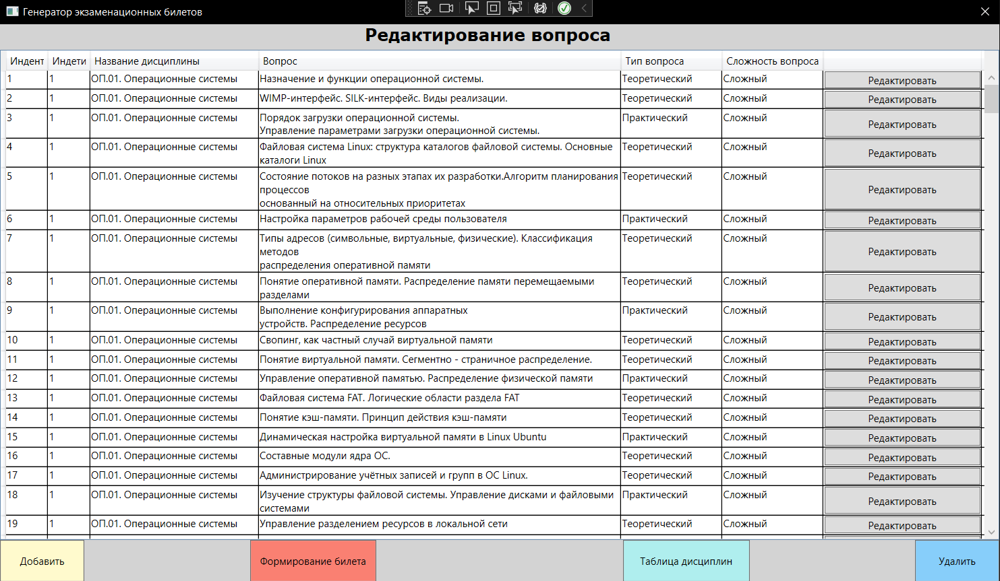 Генератор экзаменационных билетов
Редактирование вопроса
Индент Индети Название дисциплины Вопрос Тип вопроса Сложность вопроса
1 1 ОП.01. Операционные системы Назначение и функции операционной системы. Теоретический Сложный Редактировать
2 1 ОП.01. Операционные системы WIMP-интерфейс. SILK-интерфейс. Виды реализации. Теоретический Сложный Редактировать
3 1 ОП.01. Операционные системы Порядок загрузки операционной системы. Практический Сложный Редактировать
Управление параметрами загрузки операционной системы.
4 1 ОП.01. Операционные системы Файловая система Linux: структура каталогов файловой системы. Основные Теоретический Сложный Редактировать
каталоги Linux
5 1 ОП.01. Операционные системы Состояние потоков на разных этапах их разработки.Алгоритм планирования Теоретический Сложный Редактировать
процессов
основанный на относительных приоритетах
6 1 ОП.01. Операционные системы Настройка параметров рабочей среды пользователя Практический Сложный Редактировать
7 1 ОП.01. Операционные системы Типы адресов (символьные, виртуальные, физические). Классификация Теоретический Сложный Редактировать
методов
распределения оперативной памяти
8 1 ОП.01. Операционные системы Понятие оперативной памяти. Распределение памяти перемещаемыми Теоретический Сложный Редактировать
разделами
9 1 ОП.01. Операционные системы Выполнение конфигурирования аппаратных Практический Сложный Редактировать
устройств. Распределение ресурсов
10 1 ОП.01. Операционные системы Свопинг, как частный случай виртуальной памяти Теоретический Сложный Редактировать
11 1 ОП.01. Операционные системы Понятие виртуальной памяти. Сегментно - страничное распределение. Теоретический Сложный Редактировать
12 1 ОП.01. Операционные системы Управление оперативной памятью. Распределение физической памяти Практический Сложный Редактировать
13 1 ОП.01. Операционные системы Файловая система FAT. Логические области раздела FAT Теоретический Сложный Редактировать
14 1 ОП.01. Операционные системы Понятие кэш-памяти. Принцип действия кэш-памяти Теоретический Сложный Редактировать
15 1 ОП.01. Операционные системы Динамическая настройка виртуальной памяти в Linux Ubuntu Практический Сложный Редактировать
16 1 ОП.01. Операционные системы Составные модули ядра ОС. Теоретический Сложный Редактировать
17 1 ОП.01. Операционные системы Администрирование учётных записей и групп в ОС Linux. Теоретический Сложный Редактировать
18 1 ОП.01. Операционные системы Изучение структуры файловой системы. Управление дисками и файловыми Практический Сложный Редактировать
системами
19 1 ОП.01. Операционные системы Управление разделением ресурсов в локальной сети Теоретический Сложный Редактировать
Добавить Формирование билета Таблица дисциплин Удалить